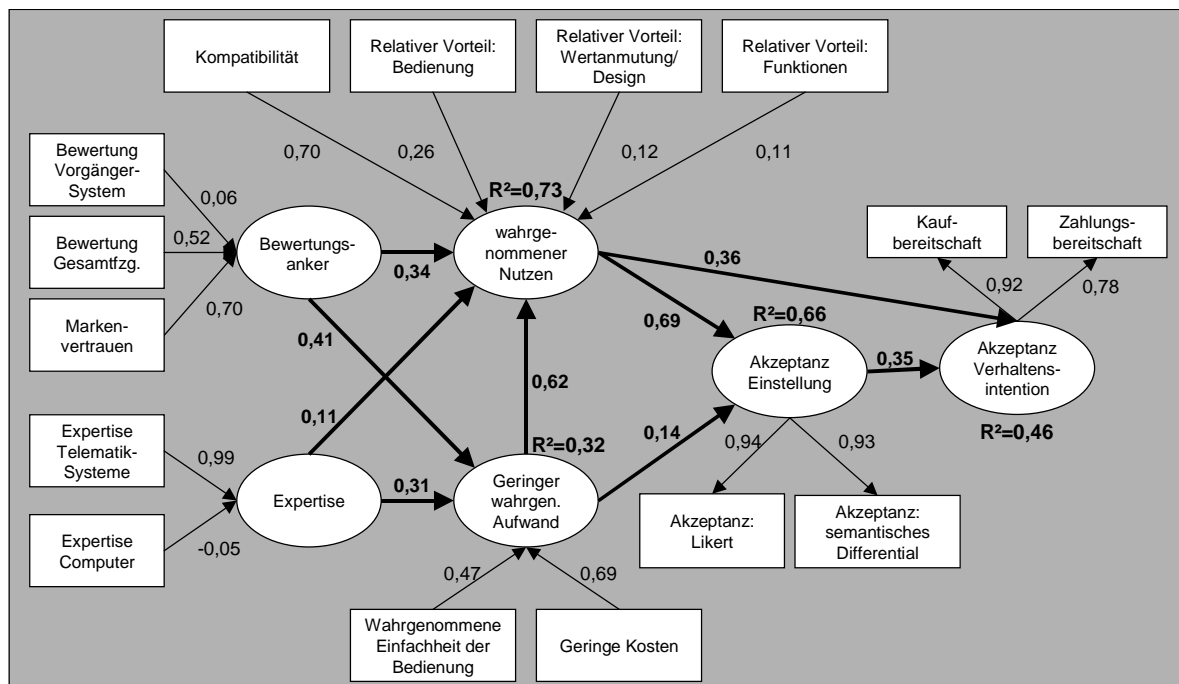 Kompatibilität
Relativer Vorteil:
Bedienung
Relativer Vorteil:
Wertanmutung/
Design
Relativer Vorteil:
Funktionen
0,70
0,26
0,12
0,11
Bewertung
Vorgänger-
System
Bewertung
Gesamtfzg.
Marken-
vertrauen
0,06
0,52
0,70
Bewertungs-
anker
0,34
0,41
R²=0,73
wahrge-
nommener
Nutzen
0,36
0,69
Kauf-
bereitschaft
Zahlungs-
bereitschaft
0,92
0,78
R²=0,66
Akzeptanz
Einstellung
0,35
Akzeptanz
Verhaltens-
intention
R²=0,46
0,62
0,11
Expertise
Telematik-
Systeme
Expertise
Computer
0,99
-0,05
Expertise
0,31
R²=0,32
Geringer
wahrgen.
Aufwand
0,14
0,94
0,93
Akzeptanz:
Likert
Akzeptanz:
semantisches
Differential
0,47
0,69
Wahrgenommene
Einfachheit der
Bedienung
Geringe Kosten